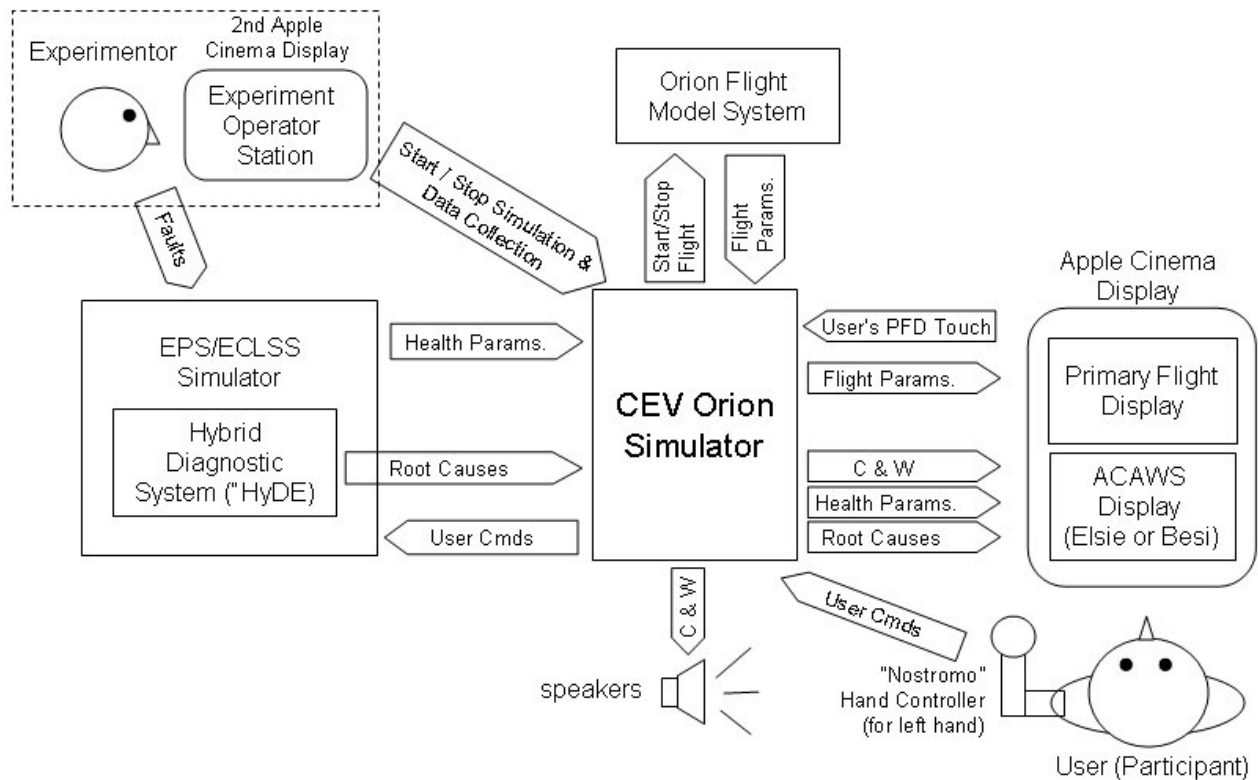 Experimentor
2nd Apple
Cinema Display
Experiment
Operator
Station
Faults
Start / Stop Simulation &
Data Collection
Orion Flight
Model System
Start/Stop
Flight
Flight
Params.
EPS/ECLSS
Simulator
Hybrid
Diagnostic
System ("HyDE)
Health Params.
Root Causes
User Cmds
CEV Orion
Simulator
Apple Cinema
Display
User's PFD Touch
Flight Params.
Primary Flight
Display
C & W
Health Params.
Root Causes
ACAWS
Display
(Elsie or Besi)
C & W
speakers
User Cmds
"Nostromo"
Hand Controller
(for left hand)
User (Participant)